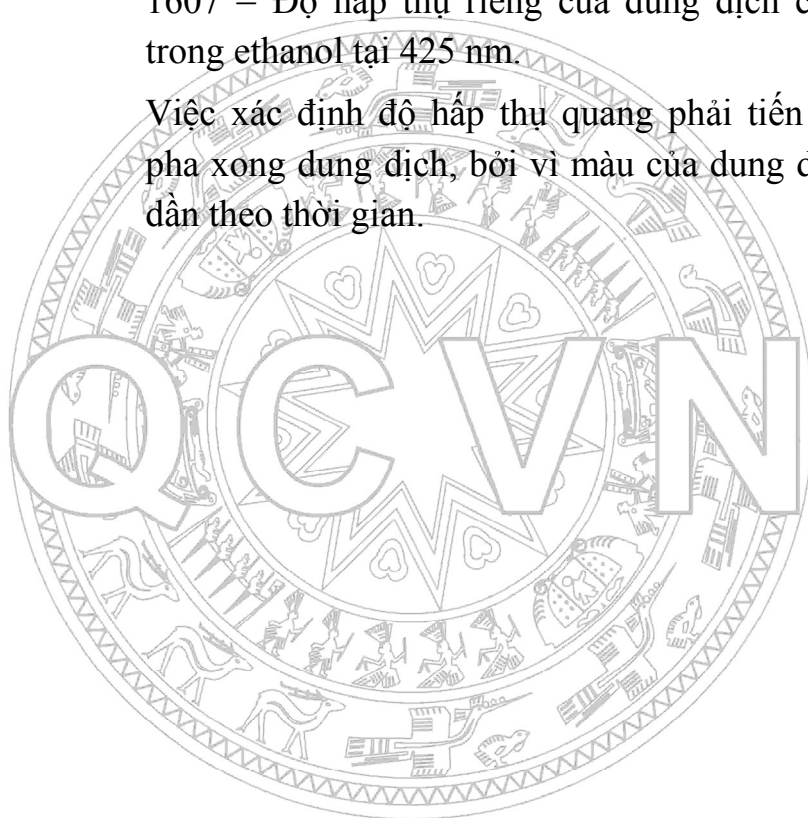 1607 – Độ hấp thụ riêng của dung dịch
trong ethanol tại 425 nm.
Việc xác định độ hấp thụ quang phải tiến
pha xong dung dịch, bởi vì màu của dung
dần theo thời gian.
QCVN